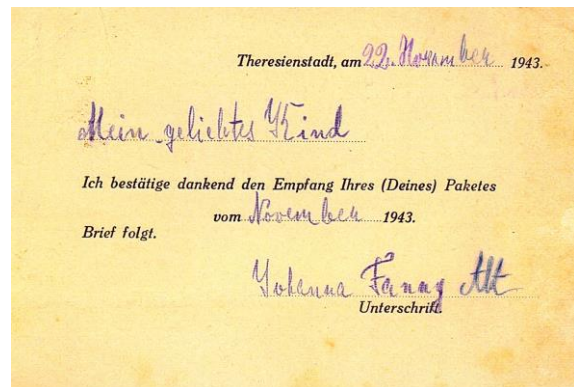 Theresienstadt, am 22. November 1943.
Mein geliebtes Kind
Ich bestätige dankend den Empfang Ihres (Deines) Paketes
vom November 1943.
Brief folgt.
Johanna Fanny Alt
Unterschrift.